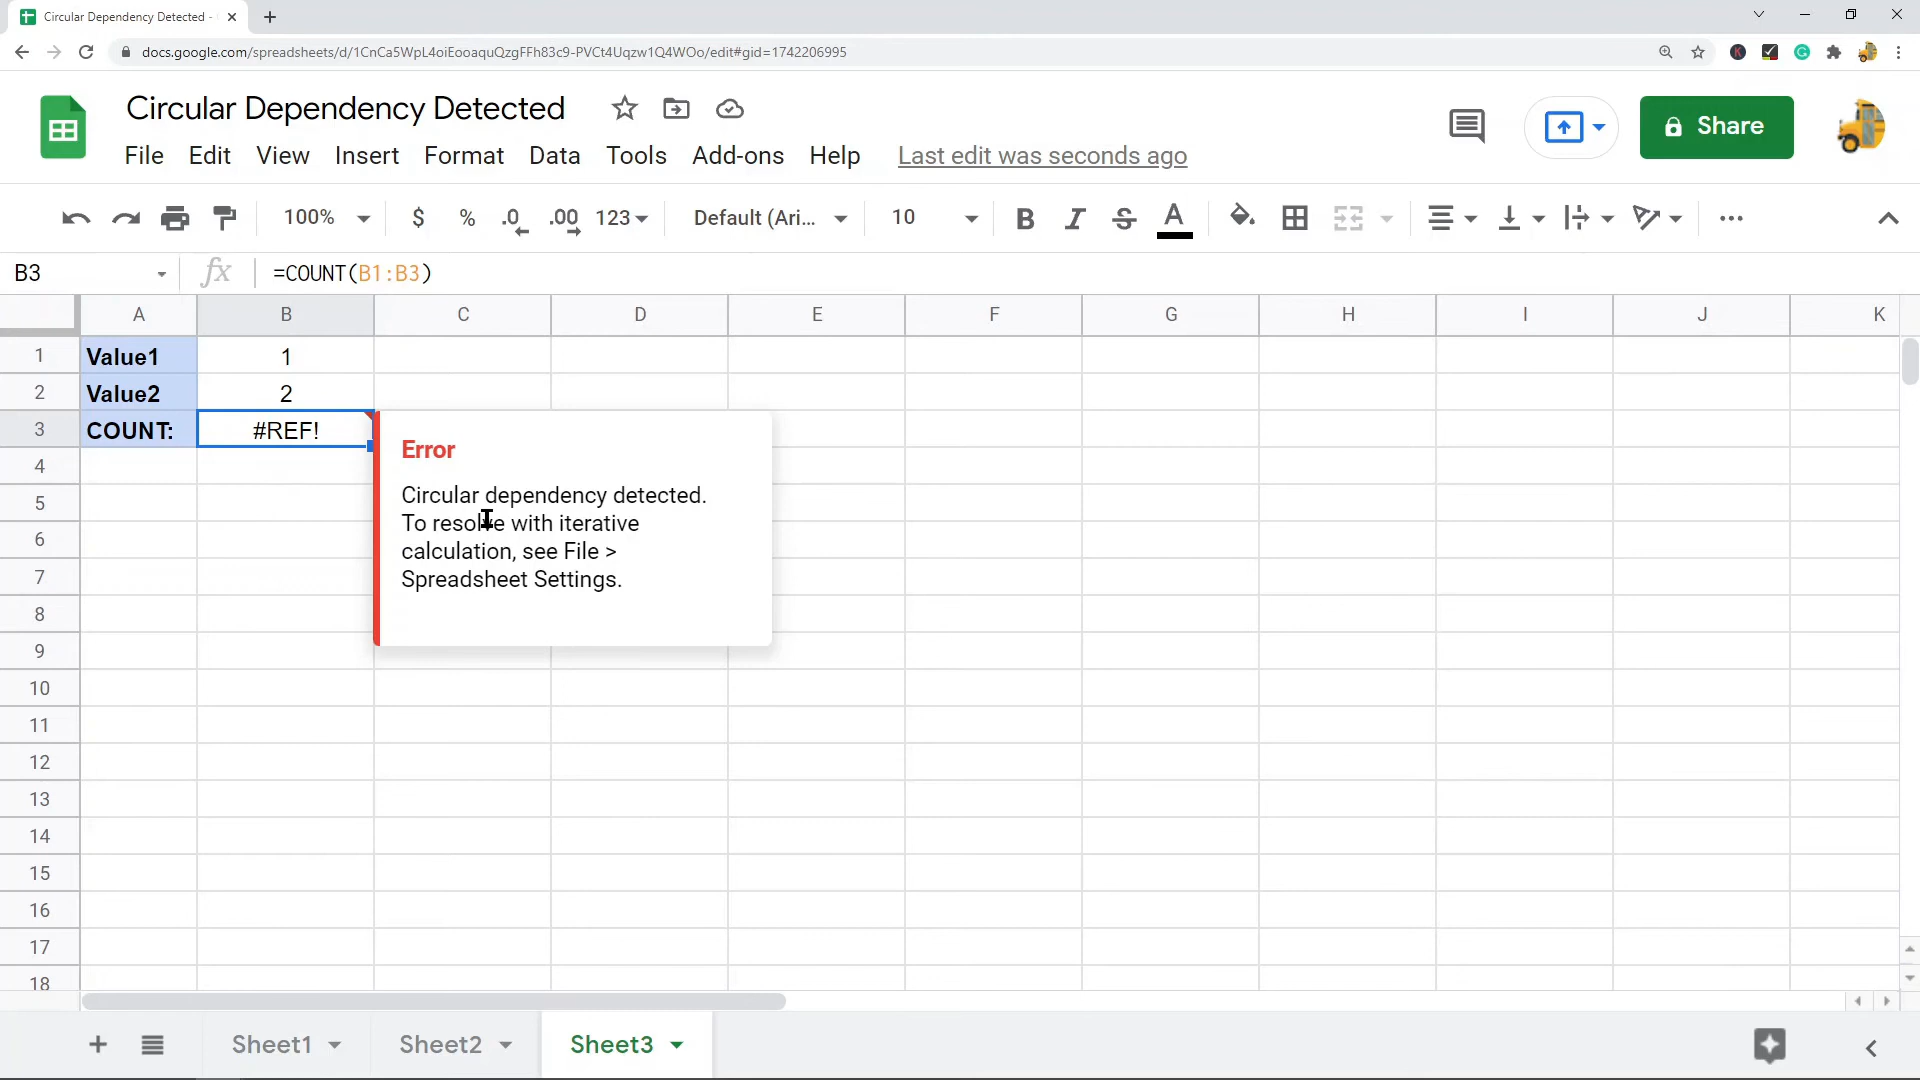 Circular Dependency Detected -
docs.google.com/spreadsheets/d/1CnCa5WpL4oiEooaquQzgFFh83c9-PVCt4Uqzw1Q4WOo/edit#gid=1742206995
Circular Dependency Detected
Share
File Edit View Insert Format Data Tools Add-ons Help Last edit was seconds ago
100% $ % .0 .00 123 Default (Ari... 10 B I S A
B3 fx =COUNT(B1:B3)
A B C D E F G H I J K
1 Value1 1
2 Value2 2
3 COUNT: #REF!
Error
Circular dependency detected.
To resolve with iterative
calculation, see File >
Spreadsheet Settings.
4
5
6
7
8
9
10
11
12
13
14
15
16
17
18
Sheet1 Sheet2 Sheet3